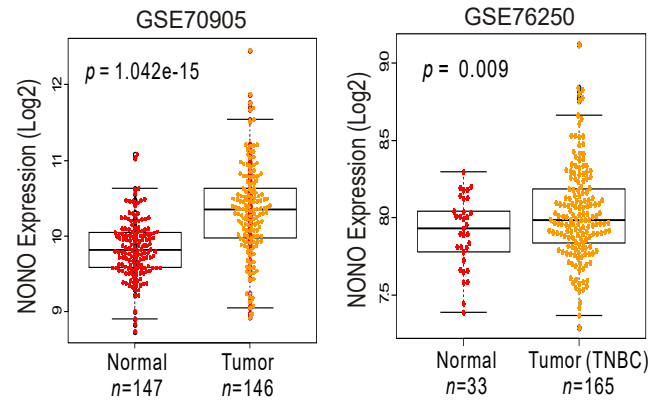 GSE70905
NONO Expression (Log2)
12
11
10
9
p = 1.042e-15
Normal
n=147
Tumor
n=146
GSE76250
NONO Expression (Log2)
9.0
8.5
8.0
7.5
p = 0.009
Normal
n=33
Tumor (TNBC)
n=165